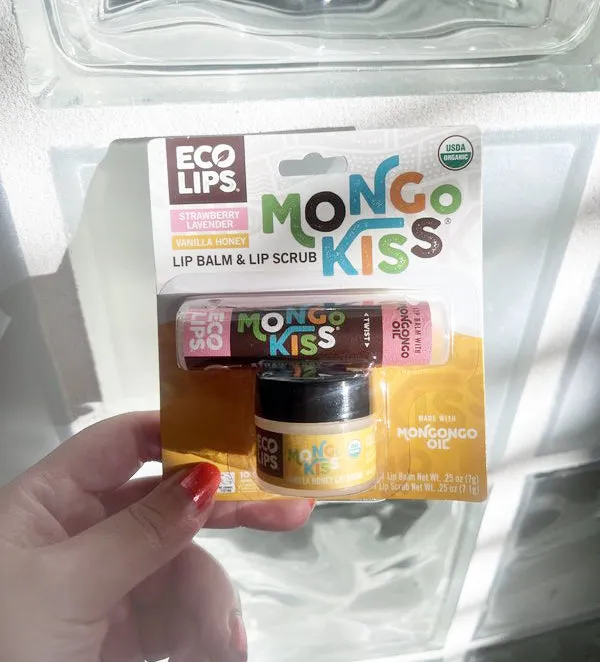 ECO
LIPS®
USDA
ORGANIC
STRAWBERRY
LAVENDER
VANILLA HONEY
LIP BALM & LIP SCRUB
MONGO
KISS®
ECO
LIPS
MONGO
KISS®
<TWIST>
LIP BALM WITH
MONGONGO
OIL
ECO
LIPS
MONGO
KISS
MADE WITH
MONGONGO
OIL
Lip Balm Net Wt. .25 oz (7g)
Lip Scrub Net Wt. .25 oz (7.1g)